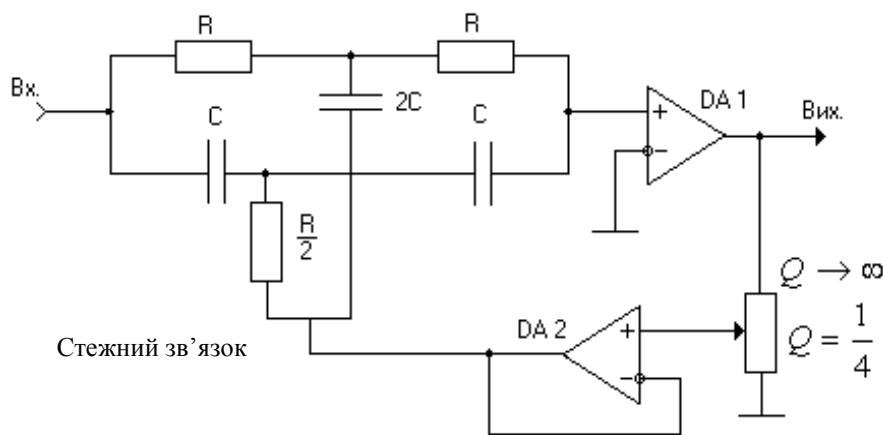 R
R
Вх.
C
2C
C
+
−
DA 1
Вих.
R
2
Q → ∞
Q = 1
4
DA 2
+
−
Стежний зв’язок